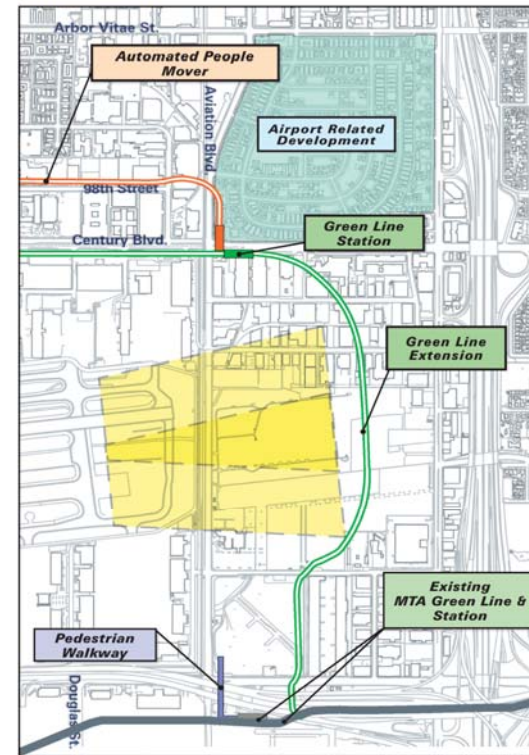 Arbor Vitae St.
Automated People
Mover
Aviation Blvd.
Airport Related
Development
98th Street
Century Blvd.
Green Line
Station
Green Line
Extension
Existing
MTA Green Line &
Station
Pedestrian
Walkway
Douglas St.